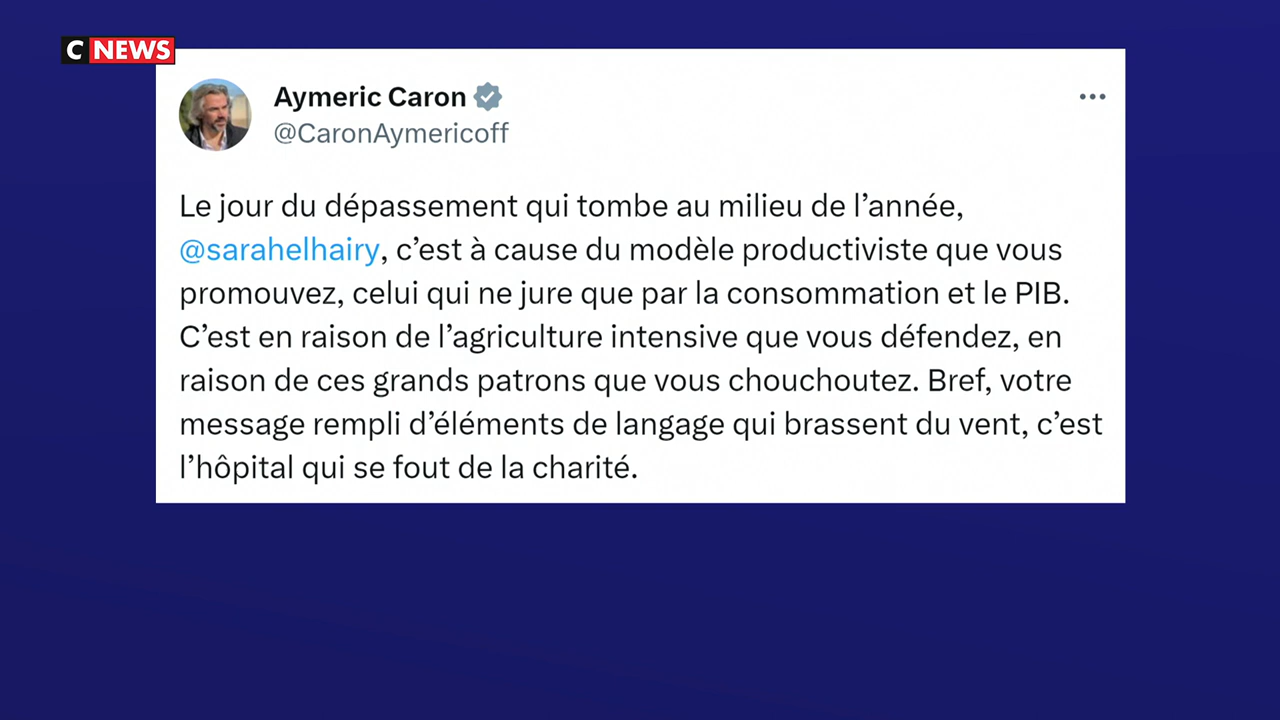 C NEWS
Aymeric Caron
@CaronAymericoff
Le jour du dépassement qui tombe au milieu de l’année,
@sarahelhairy, c’est à cause du modèle productiviste que vous
promouvez, celui qui ne jure que par la consommation et le PIB.
C’est en raison de l’agriculture intensive que vous défendez, en
raison de ces grands patrons que vous chouchoutez. Bref, votre
message rempli d’éléments de langage qui brassent du vent, c’est
l’hôpital qui se fout de la charité.